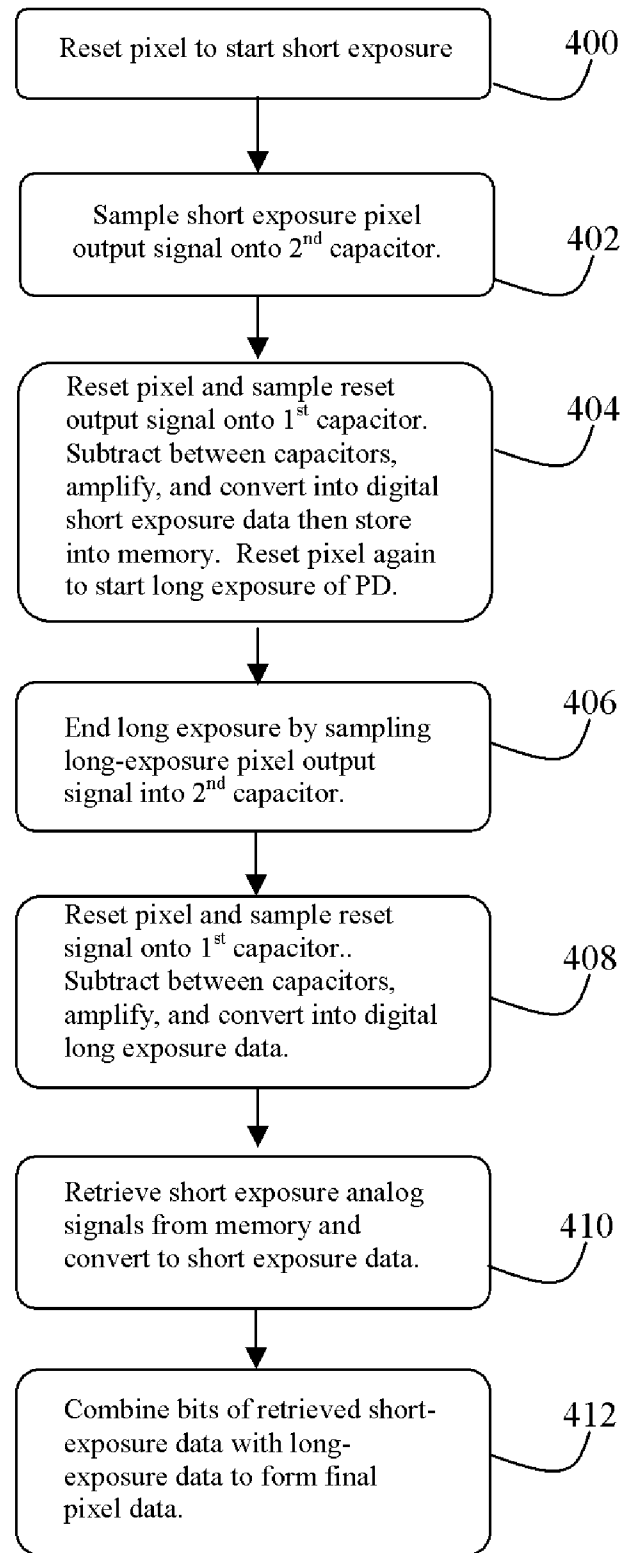 Reset pixel to start short exposure
400
Sample short exposure pixel
output signal onto 2nd capacitor.
402
Reset pixel and sample reset
output signal onto 1st capacitor.
Subtract between capacitors,
amplify, and convert into digital
short exposure data then store
into memory.  Reset pixel again
to start long exposure of PD.
404
End long exposure by sampling
long-exposure pixel output
signal into 2nd capacitor.
406
Reset pixel and sample reset
signal onto 1st capacitor..
Subtract between capacitors,
amplify, and convert into digital
long exposure data.
408
Retrieve short exposure analog
signals from memory and
convert to short exposure data.
410
Combine bits of retrieved short-
exposure data with long-
exposure data to form final
pixel data.
412